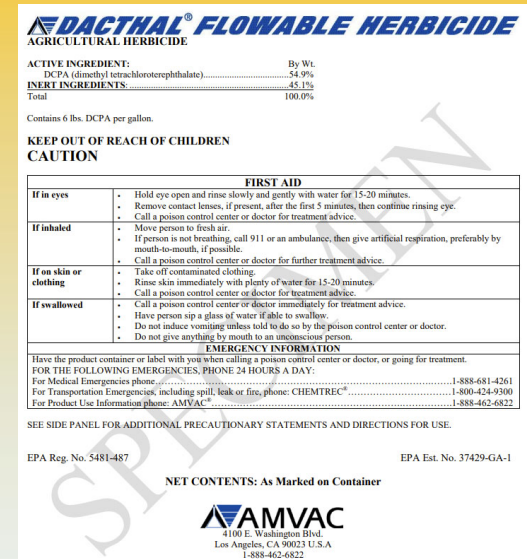 DACTHAL® FLOWABLE HERBICIDE
AGRICULTURAL HERBICIDE
ACTIVE INGREDIENT: By Wt.
DCPA (dimethyl tetrachloroterephthalate)....................................54.9%
INERT INGREDIENTS: ......................................................45.1%
Total 100.0%
Contains 6 lbs. DCPA per gallon.
KEEP OUT OF REACH OF CHILDREN
CAUTION
FIRST AID
If in eyes • Hold eye open and rinse slowly and gently with water for 15-20 minutes.
• Remove contact lenses, if present, after the first 5 minutes, then continue rinsing eye.
• Call a poison control center or doctor for treatment advice.
If inhaled • Move person to fresh air.
• If person is not breathing, call 911 or an ambulance, then give artificial respiration, preferably by
mouth-to-mouth, if possible.
• Call a poison control center or doctor for further treatment advice.
If on skin or • Take off contaminated clothing.
clothing • Rinse skin immediately with plenty of water for 15-20 minutes.
• Call a poison control center or doctor for treatment advice.
If swallowed • Call a poison control center or doctor immediately for treatment advice.
• Have person sip a glass of water if able to swallow.
• Do not induce vomiting unless told to do so by the poison control center or doctor.
• Do not give anything by mouth to an unconscious person.
EMERGENCY INFORMATION
Have the product container or label with you when calling a poison control center or doctor, or going for treatment.
FOR THE FOLLOWING EMERGENCIES, PHONE 24 HOURS A DAY:
For Medical Emergencies phone..........................................................................1-888-681-4261
For Transportation Emergencies, including spill, leak or fire, phone: CHEMTREC®..........................1-800-424-9300
For Product Use Information phone: AMVAC®............................................................1-888-462-6822
SEE SIDE PANEL FOR ADDITIONAL PRECAUTIONARY STATEMENTS AND DIRECTIONS FOR USE.
EPA Reg. No. 5481-487 EPA Est. No. 37429-GA-1
NET CONTENTS: As Marked on Container
AMVAC
4100 E. Washington Blvd.
Los Angeles, CA 90023 U.S.A
1-888-462-6822
SPECIMEN